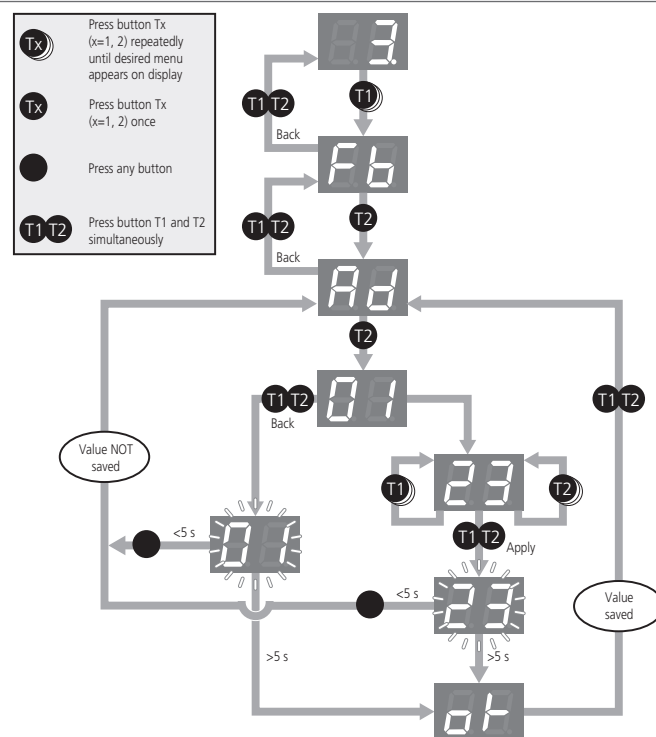 Tx
Press button Tx
(x=1, 2) repeatedly
until desired menu
appears on display
Tx
Press button Tx
(x=1, 2) once
Press any button
T1 T2
Press button T1 and T2
simultaneously
3
T1 T2
T1
Back
Fb
T1 T2
T2
Back
Ad
T2
01
T1 T2
Back
T1 T2
Value NOT
saved
23
T1
T2
T1 T2
Apply
01
<5 s
23
<5 s
Value
saved
>5 s
>5 s
ok